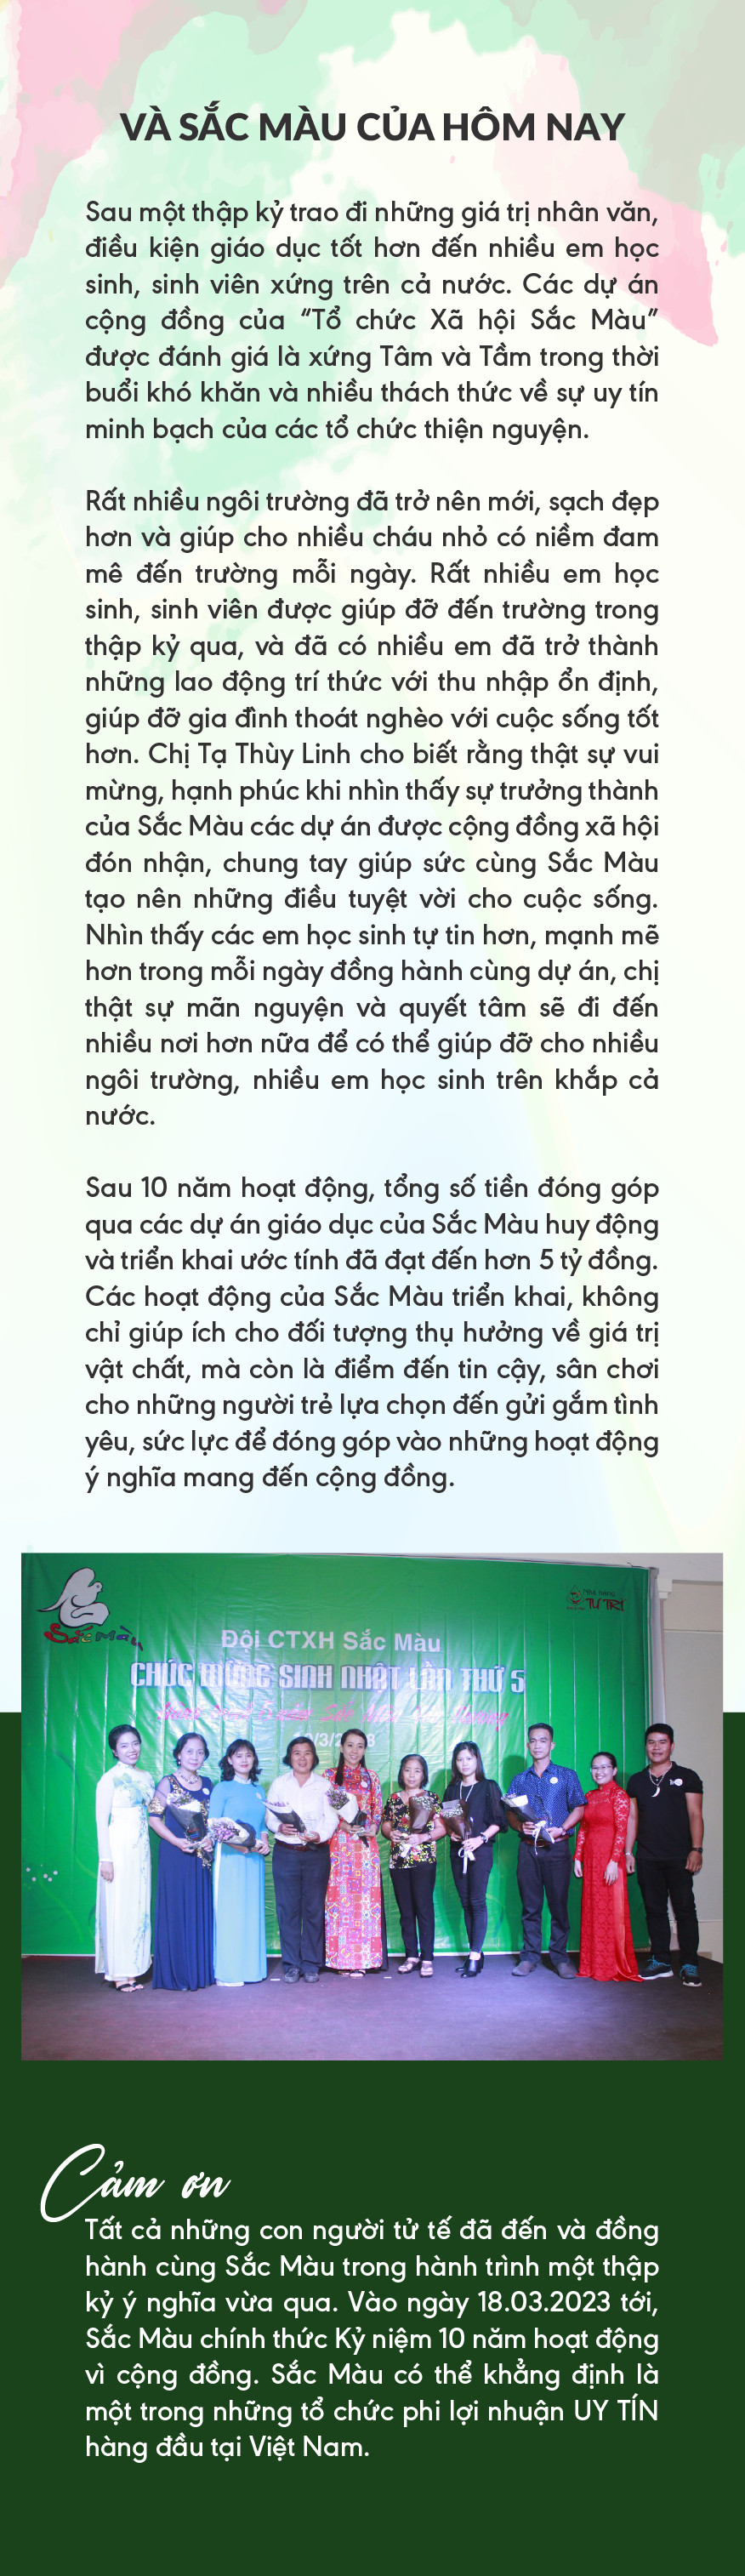 VÀ SẮC MÀU CỦA HÔM NAY
Sau một thập kỷ trao đi những giá trị nhân văn,
điều kiện giáo dục tốt hơn đến nhiều em học
sinh, sinh viên xứng trên cả nước. Các dự án
cộng đồng của “Tổ chức Xã hội Sắc Màu”
được đánh giá là xứng Tâm và Tầm trong thời
buổi khó khăn và nhiều thách thức về sự uy tín
minh bạch của các tổ chức thiện nguyện.
Rất nhiều ngôi trường đã trở nên mới, sạch đẹp
hơn và giúp cho nhiều cháu nhỏ có niềm đam
mê đến trường mỗi ngày. Rất nhiều em học
sinh, sinh viên được giúp đỡ đến trường trong
thập kỷ qua, và đã có nhiều em đã trở thành
những lao động trí thức với thu nhập ổn định,
giúp đỡ gia đình thoát nghèo với cuộc sống tốt
hơn. Chị Tạ Thùy Linh cho biết rằng thật sự vui
mừng, hạnh phúc khi nhìn thấy sự trưởng thành
của Sắc Màu các dự án được cộng đồng xã hội
đón nhận, chung tay giúp sức cùng Sắc Màu
tạo nên những điều tuyệt vời cho cuộc sống.
Nhìn thấy các em học sinh tự tin hơn, mạnh mẽ
hơn trong mỗi ngày đồng hành cùng dự án, chị
thật sự mãn nguyện và quyết tâm sẽ đi đến
nhiều nơi hơn nữa để có thể giúp đỡ cho nhiều
ngôi trường, nhiều em học sinh trên khắp cả
nước.
Sau 10 năm hoạt động, tổng số tiền đóng góp
qua các dự án giáo dục của Sắc Màu huy động
và triển khai ước tính đã đạt đến hơn 5 tỷ đồng.
Các hoạt động của Sắc Màu triển khai, không
chỉ giúp ích cho đối tượng thụ hưởng về giá trị
vật chất, mà còn là điểm đến tin cậy, sân chơi
cho những người trẻ lựa chọn đến gửi gắm tình
yêu, sức lực để đóng góp vào những hoạt động
ý nghĩa mang đến cộng đồng.
Sắc Màu
Nhà hàng
TỪ TRÍ
Đội CTXH Sắc Màu
CHÚC MỪNG SINH NHẬT LẦN THỨ 5
Cảm ơn
Tất cả những con người tử tế đã đến và đồng
hành cùng Sắc Màu trong hành trình một thập
kỷ ý nghĩa vừa qua. Vào ngày 18.03.2023 tới,
Sắc Màu chính thức Kỷ niệm 10 năm hoạt động
vì cộng đồng. Sắc Màu có thể khẳng định là
một trong những tổ chức phi lợi nhuận UY TÍN
hàng đầu tại Việt Nam.